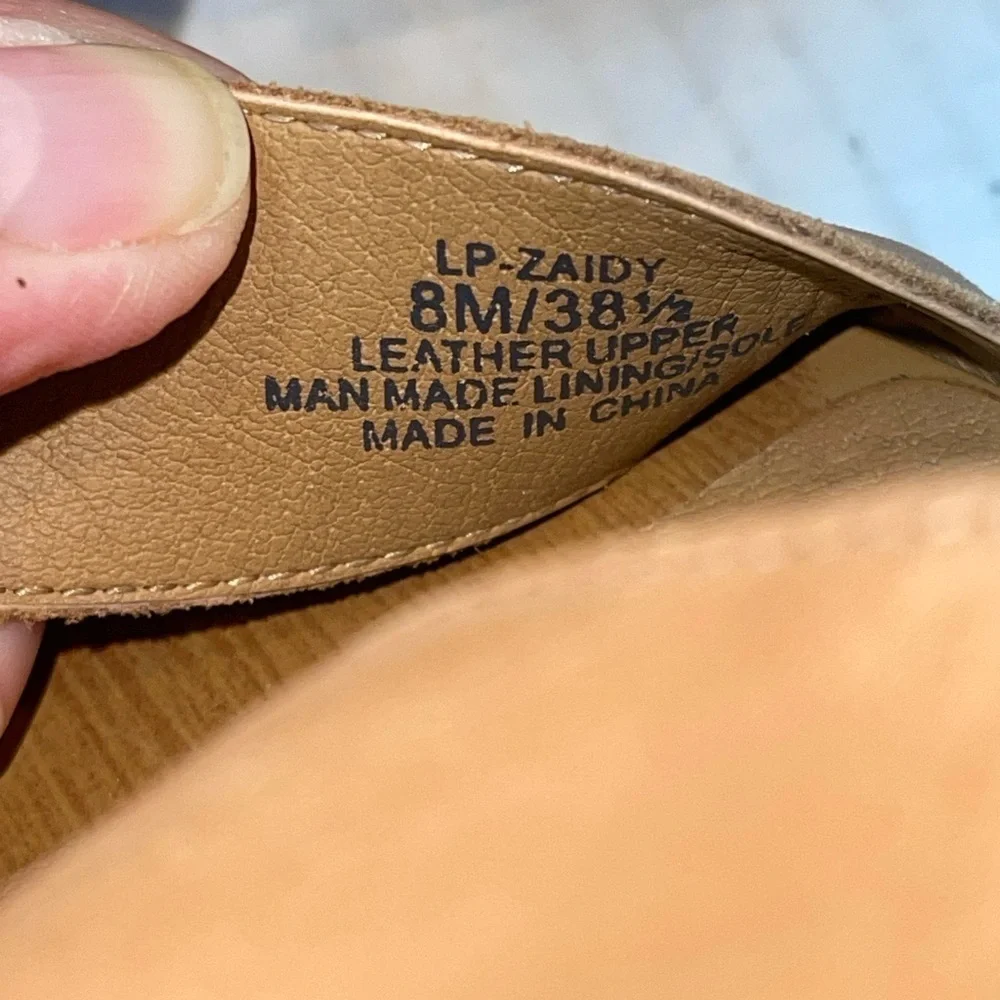 LP-ZAIDY
8M/38½
LEATHER UPPER
MAN MADE LINING/SOLE
MADE IN CHINA